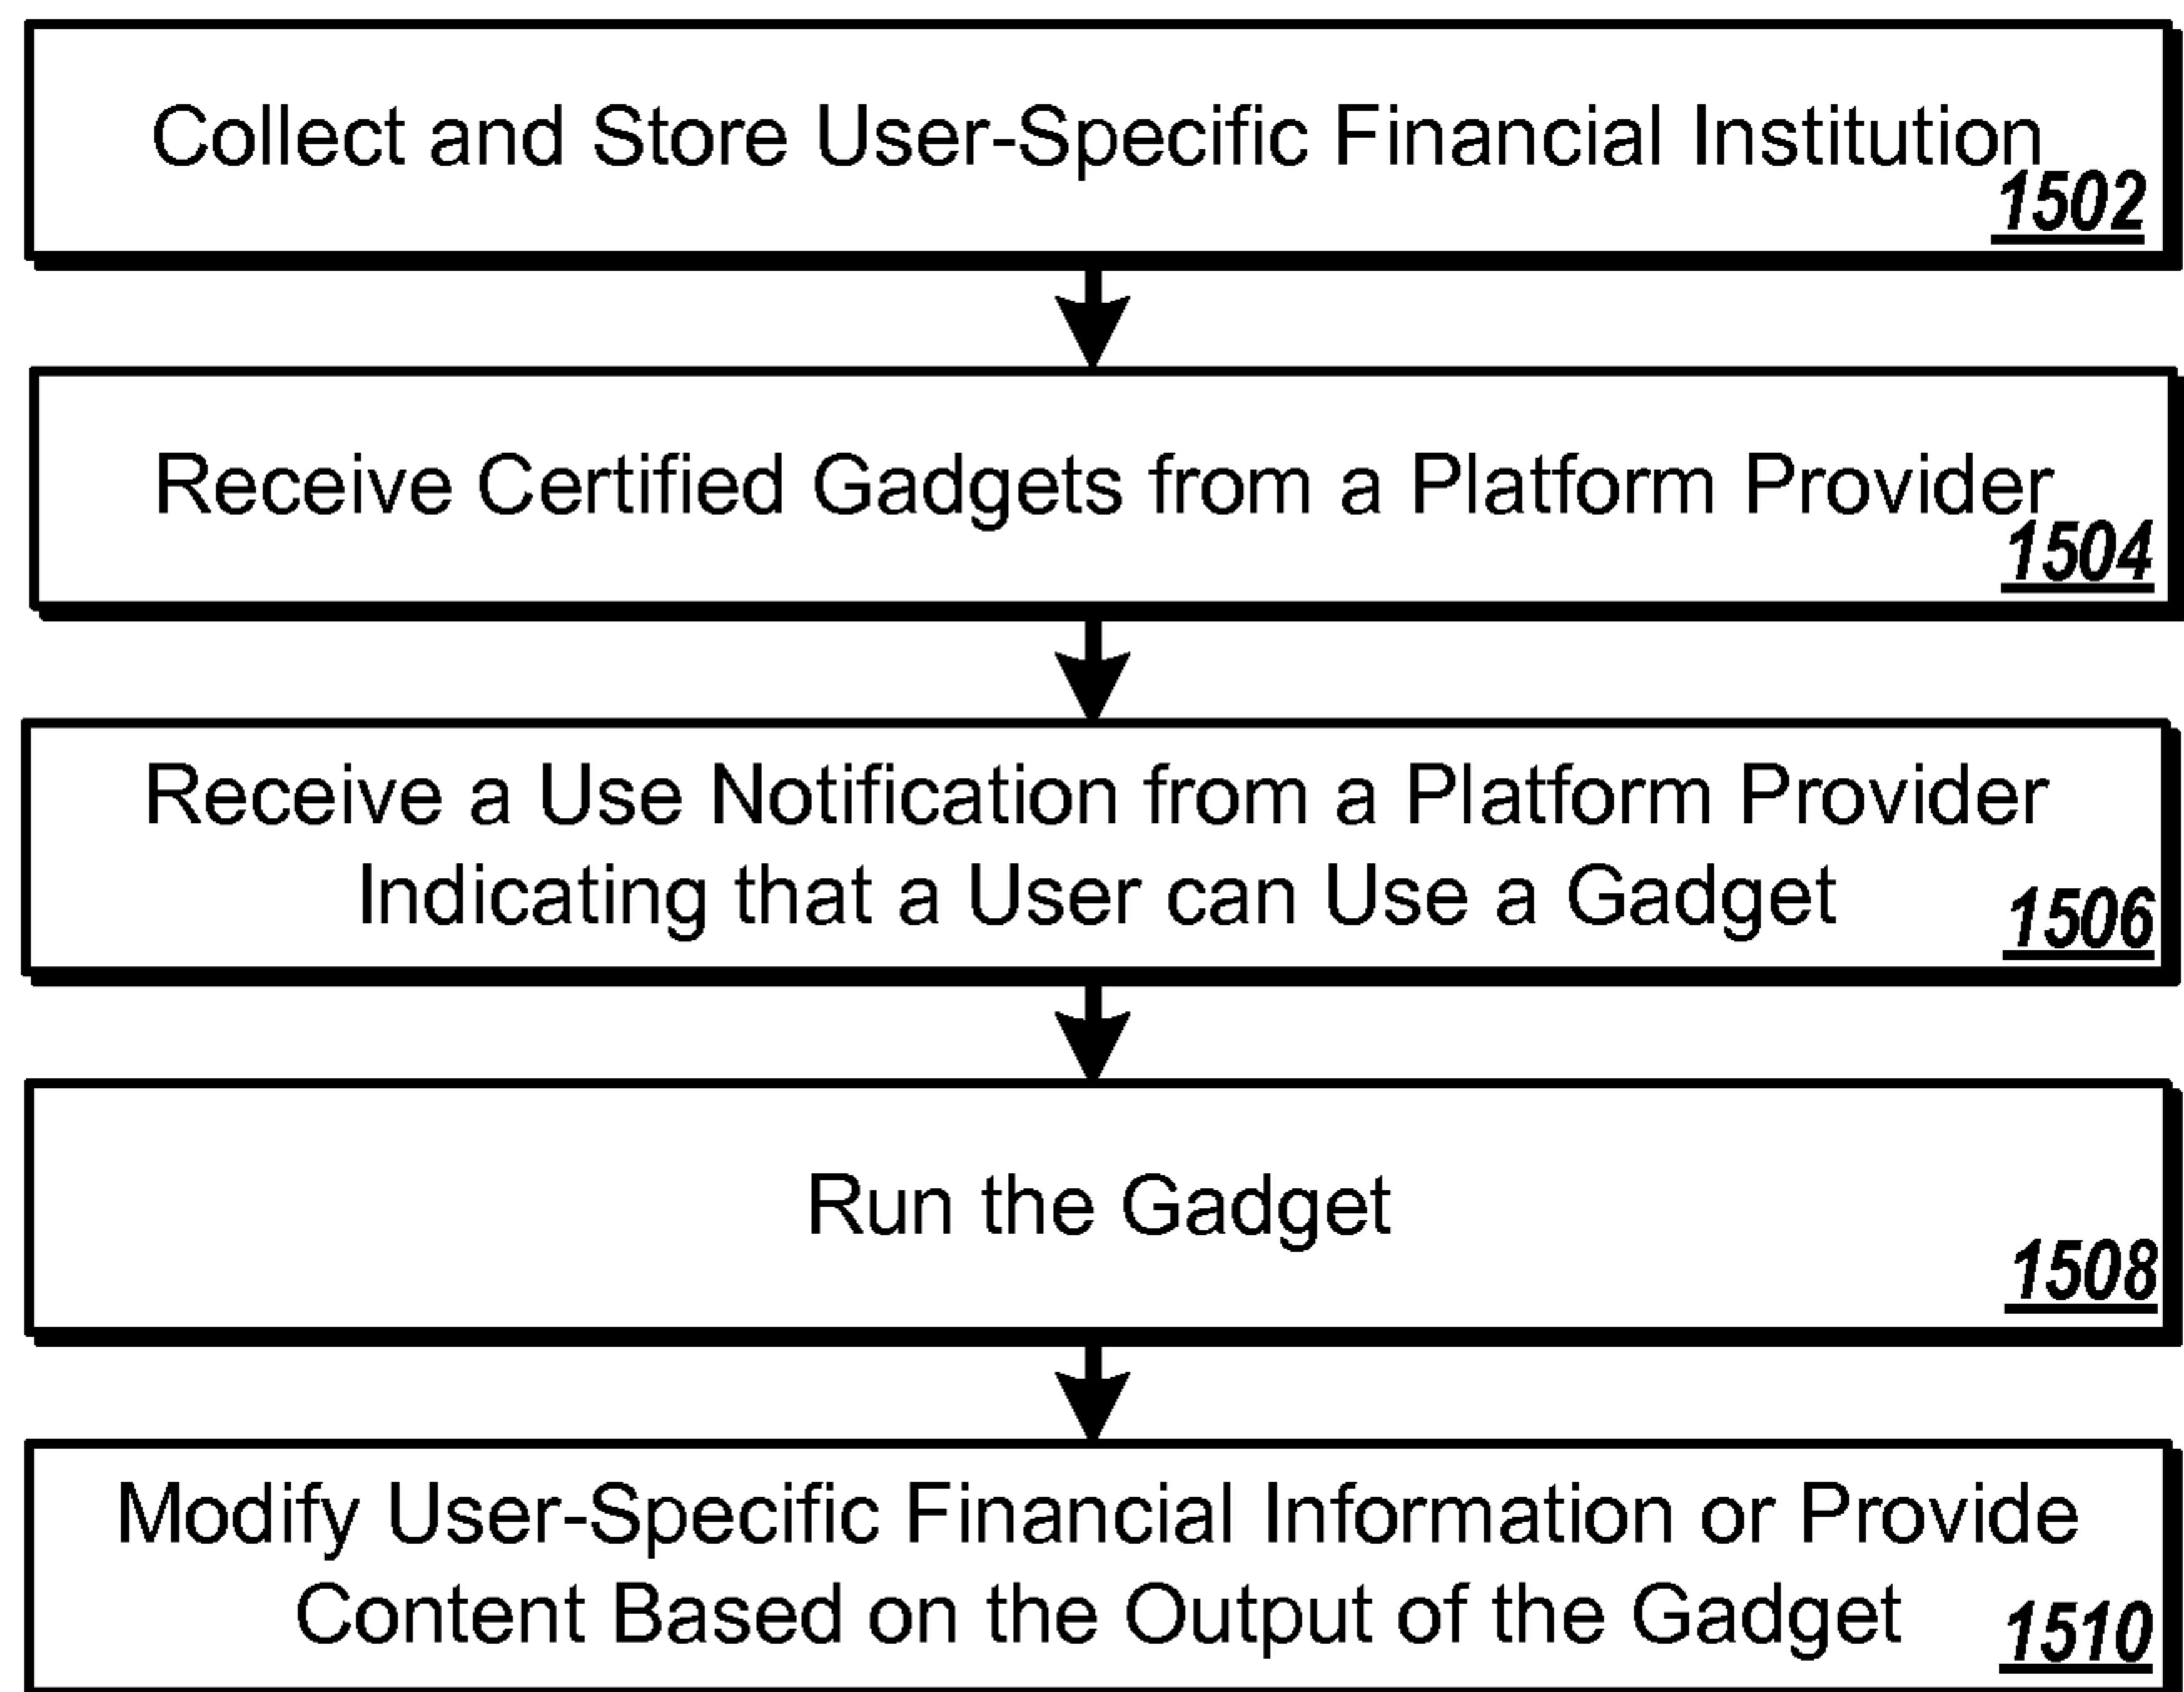 Collect and Store User-Specific Financial Institution
1502
Receive Certified Gadgets from a Platform Provider
1504
Receive a Use Notification from a Platform Provider
Indicating that a User can Use a Gadget
1506
Run the Gadget
1508
Modify User-Specific Financial Information or Provide
Content Based on the Output of the Gadget
1510